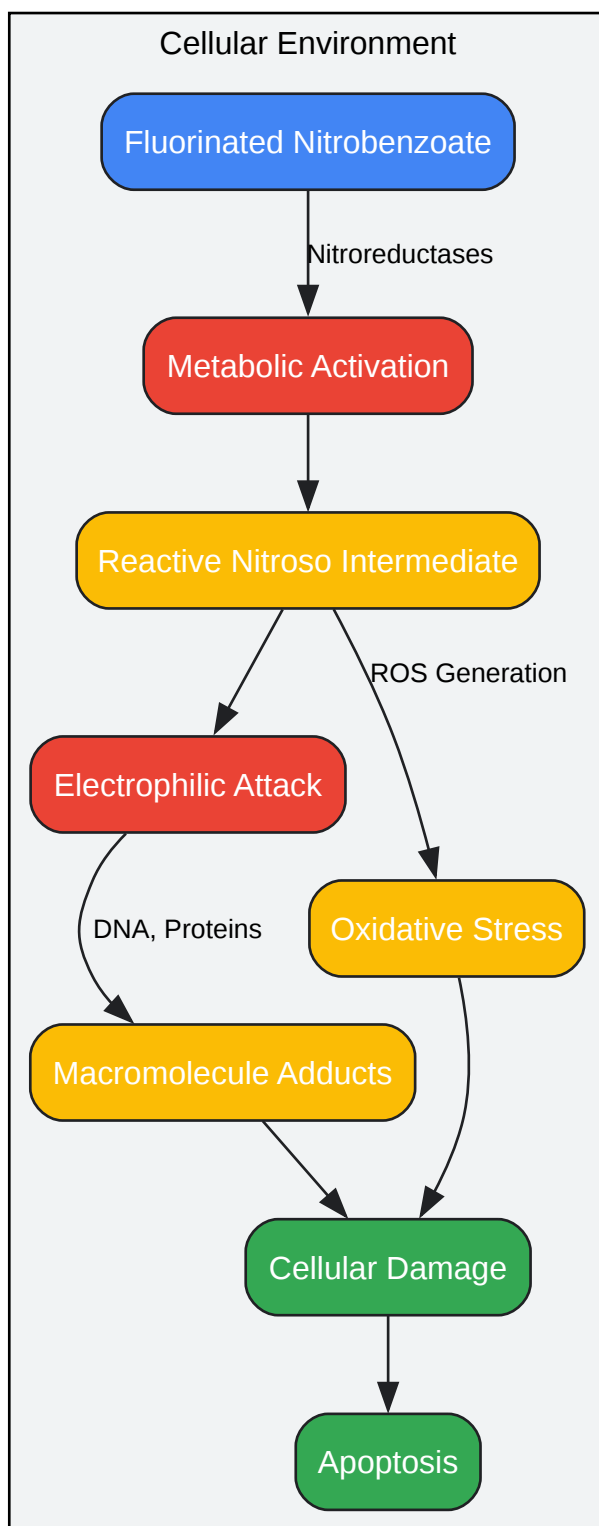 Cellular Environment
Fluorinated Nitrobenzoate
Nitroreductases
Metabolic Activation
Reactive Nitroso Intermediate
ROS Generation
Electrophilic Attack
DNA, Proteins
Oxidative Stress
Macromolecule Adducts
Cellular Damage
Apoptosis